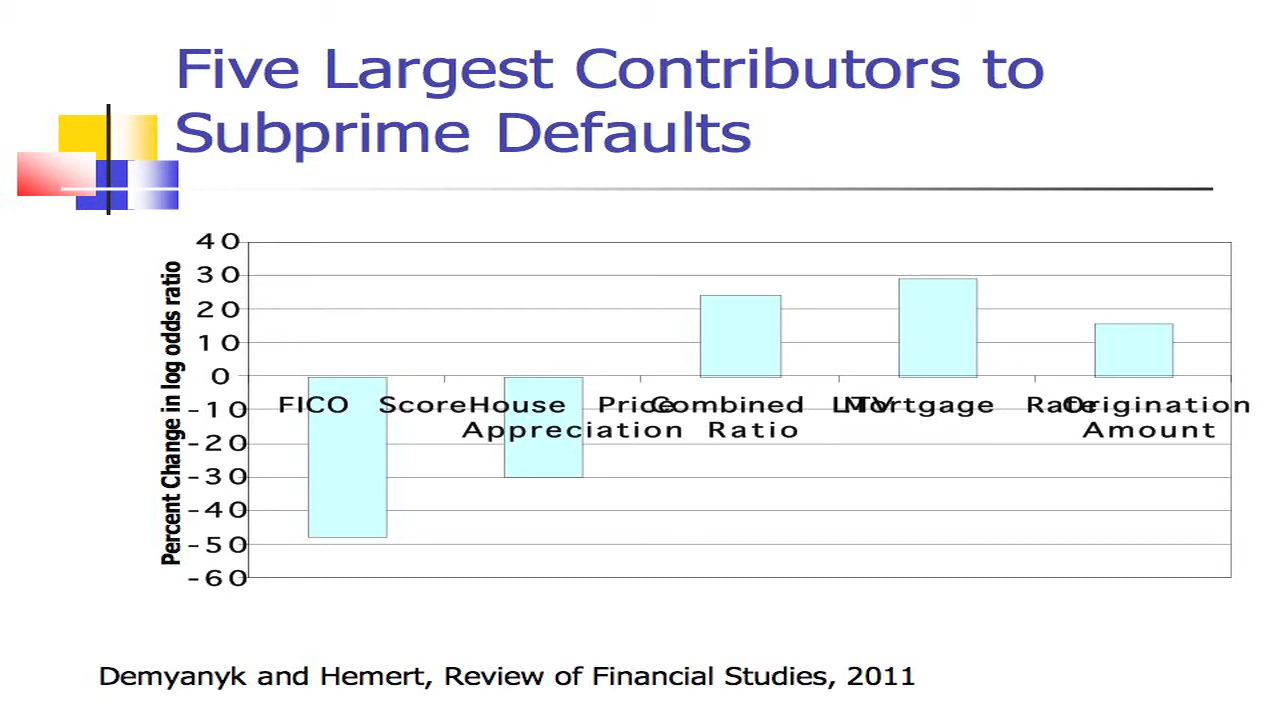 Five Largest Contributors to
Subprime Defaults
Percent Change in log odds ratio
40
30
20
10
0
-10
-20
-30
-40
-50
-60
FICO Score
House Price
Appreciation
Combined LTV
Ratio
Mortgage Rate
Origination
Amount
Demyanyk and Hemert, Review of Financial Studies, 2011